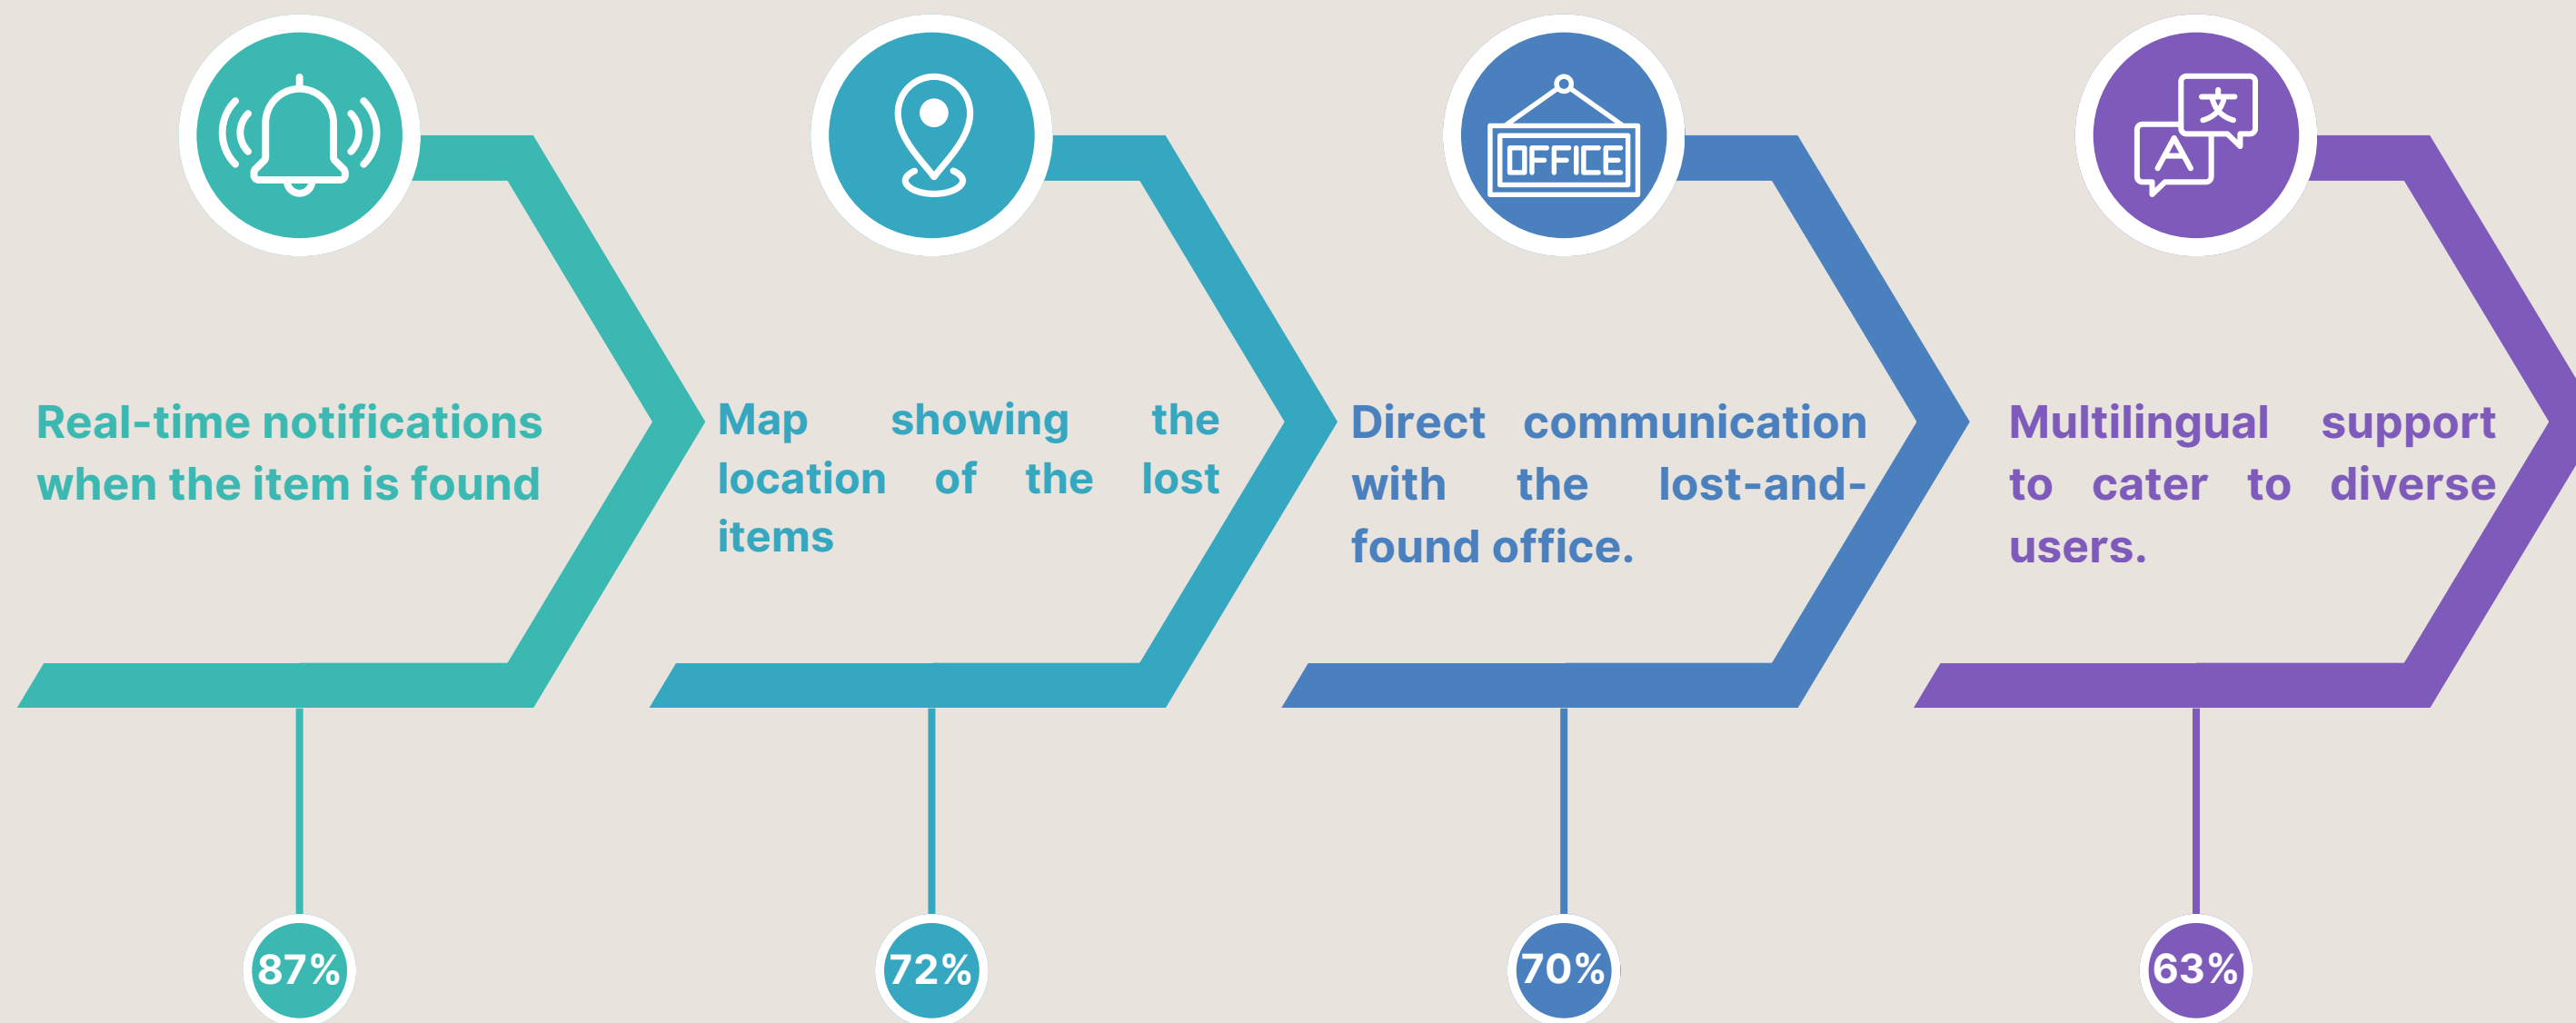 OFFICE
文
A
Real-time notifications
when the item is found
Map showing the
location of the lost
items
Direct communication
with the lost-and-
found office.
Multilingual support
to cater to diverse
users.
87%
72%
70%
63%